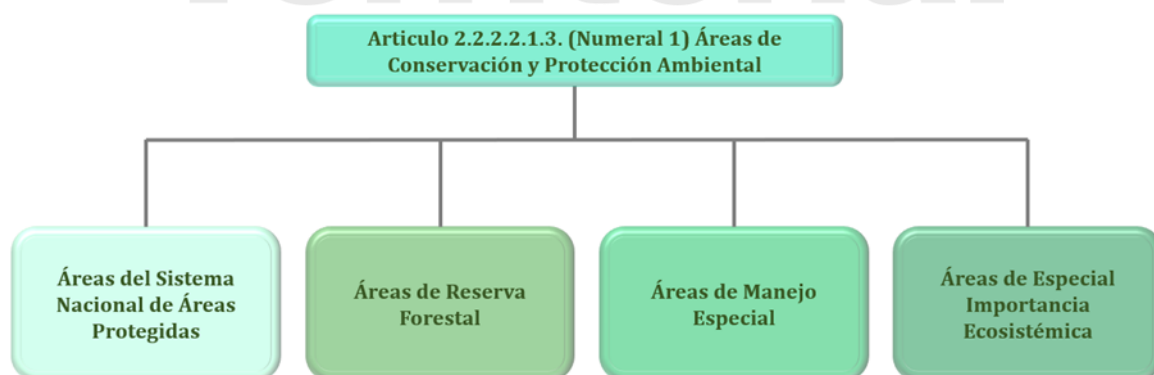 Territorial
Articulo 2.2.2.2.1.3. (Numeral 1) Áreas de
Conservación y Protección Ambiental
Áreas del Sistema
Nacional de Áreas
Protegidas
Áreas de Reserva
Forestal
Áreas de Manejo
Especial
Áreas de Especial
Importancia
Ecosistémica